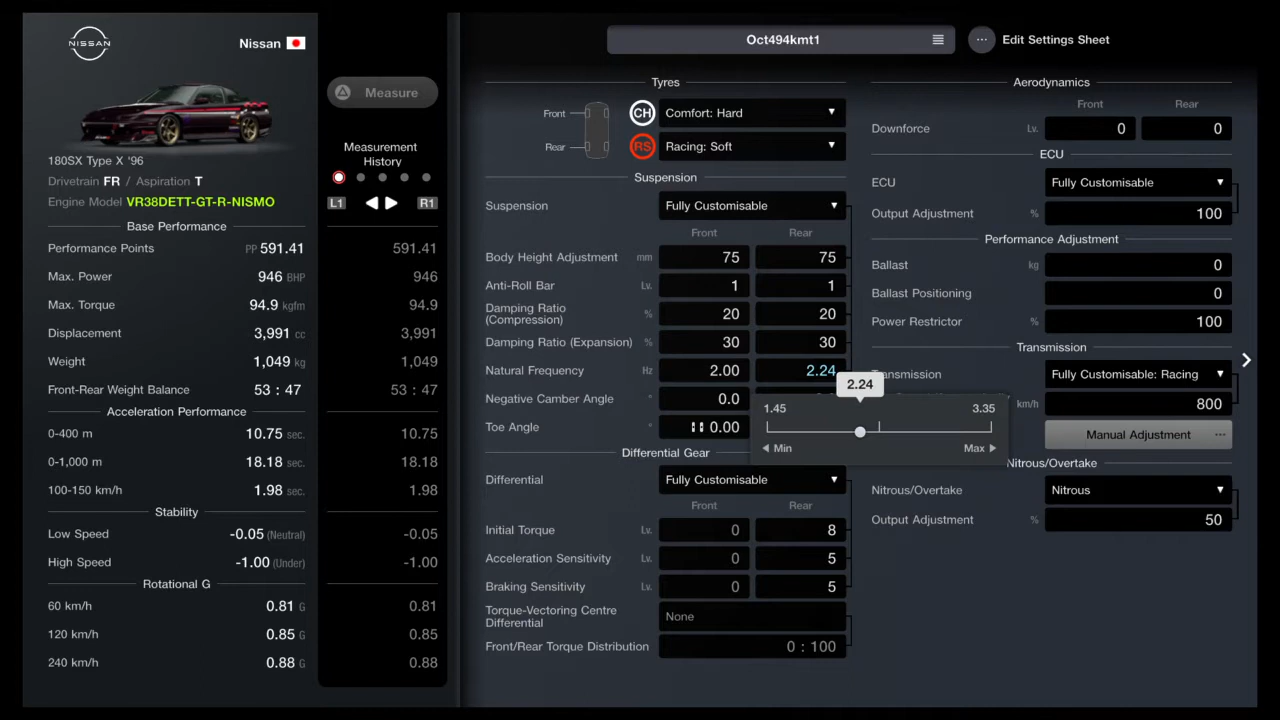 NISSAN
Nissan
180SX Type X '96
Drivetrain FR / Aspiration T
Engine Model VR38DETT-GT-R-NISMO
Base Performance
Performance Points PP 591.41
Max. Power 946 BHP
Max. Torque 94.9 kgfm
Displacement 3,991 cc
Weight 1,049 kg
Front-Rear Weight Balance 53 : 47
Acceleration Performance
0-400 m 10.75 sec.
0-1,000 m 18.18 sec.
100-150 km/h 1.98 sec.
Stability
Low Speed -0.05 (Neutral)
High Speed -1.00 (Under)
Rotational G
60 km/h 0.81 G
120 km/h 0.85 G
240 km/h 0.88 G
Measure
Measurement
History
L1 R1
591.41
946
94.9
3,991
1,049
53 : 47
10.75
18.18
1.98
-0.05
-1.00
0.81
0.85
0.88
Oct494kmt1
Edit Settings Sheet
Tyres
Front CH Comfort: Hard
Rear RS Racing: Soft
Suspension
Suspension Fully Customisable
Front Rear
Body Height Adjustment mm 75 75
Anti-Roll Bar Lv. 1 1
Damping Ratio
(Compression) % 20 20
Damping Ratio (Expansion) % 30 30
Natural Frequency Hz 2.00 2.24
Negative Camber Angle ° 0.0
Toe Angle ° 0.00
2.24
1.45 3.35
Min Max
Differential Gear
Differential Fully Customisable
Front Rear
Initial Torque Lv. 0 8
Acceleration Sensitivity Lv. 0 5
Braking Sensitivity Lv. 0 5
Torque-Vectoring Centre
Differential None
Front/Rear Torque Distribution 0 : 100
Aerodynamics
Front Rear
Downforce Lv. 0 0
ECU
ECU Fully Customisable
Output Adjustment % 100
Performance Adjustment
Ballast kg 0
Ballast Positioning 0
Power Restrictor % 100
Transmission
Transmission Fully Customisable: Racing
km/h 800
Manual Adjustment
Nitrous/Overtake
Nitrous/Overtake Nitrous
Output Adjustment % 50